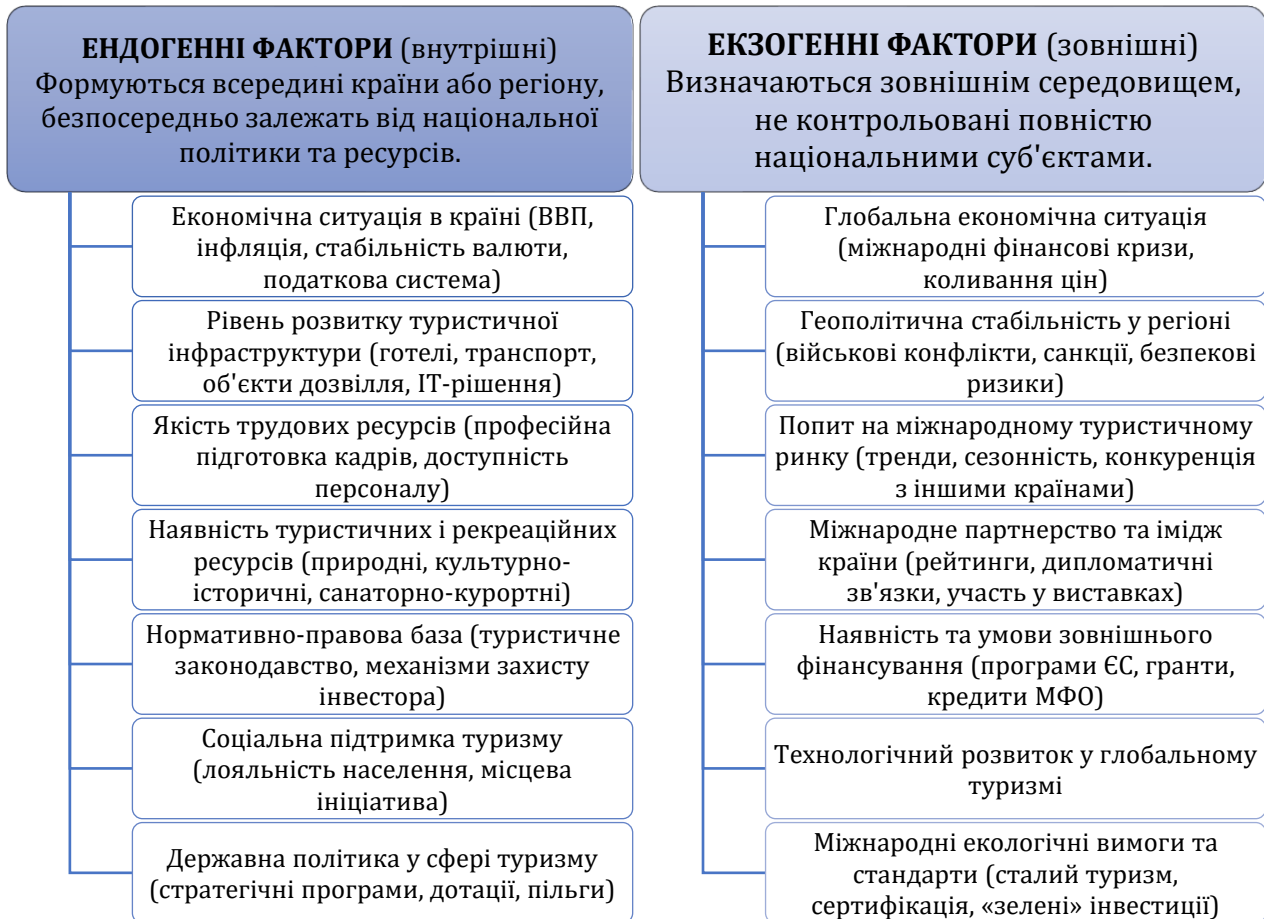 ЕНДОГЕННІ ФАКТОРИ (внутрішні)
Формуються всередині країни або регіону,
безпосередньо залежать від національної
політики та ресурсів.
Економічна ситуація в країні (ВВП,
інфляція, стабільність валюти,
податкова система)
Рівень розвитку туристичної
інфраструктури (готелі, транспорт,
об'єкти дозвілля, ІТ-рішення)
Якість трудових ресурсів (професійна
підготовка кадрів, доступність
персоналу)
Наявність туристичних і рекреаційних
ресурсів (природні, культурно-
історичні, санаторно-курортні)
Нормативно-правова база (туристичне
законодавство, механізми захисту
інвестора)
Соціальна підтримка туризму
(лояльність населення, місцева
ініціатива)
Державна політика у сфері туризму
(стратегічні програми, дотації, пільги)
ЕКЗОГЕННІ ФАКТОРИ (зовнішні)
Визначаються зовнішнім середовищем,
не контрольовані повністю
національними суб'єктами.
Глобальна економічна ситуація
(міжнародні фінансові кризи,
коливання цін)
Геополітична стабільність у регіоні
(військові конфлікти, санкції, безпекові
ризики)
Попит на міжнародному туристичному
ринку (тренди, сезонність, конкуренція
з іншими країнами)
Міжнародне партнерство та імідж
країни (рейтинги, дипломатичні
зв'язки, участь у виставках)
Наявність та умови зовнішнього
фінансування (програми ЄС, гранти,
кредити МФО)
Технологічний розвиток у глобальному
туризмі
Міжнародні екологічні вимоги та
стандарти (сталий туризм,
сертифікація, «зелені» інвестиції)